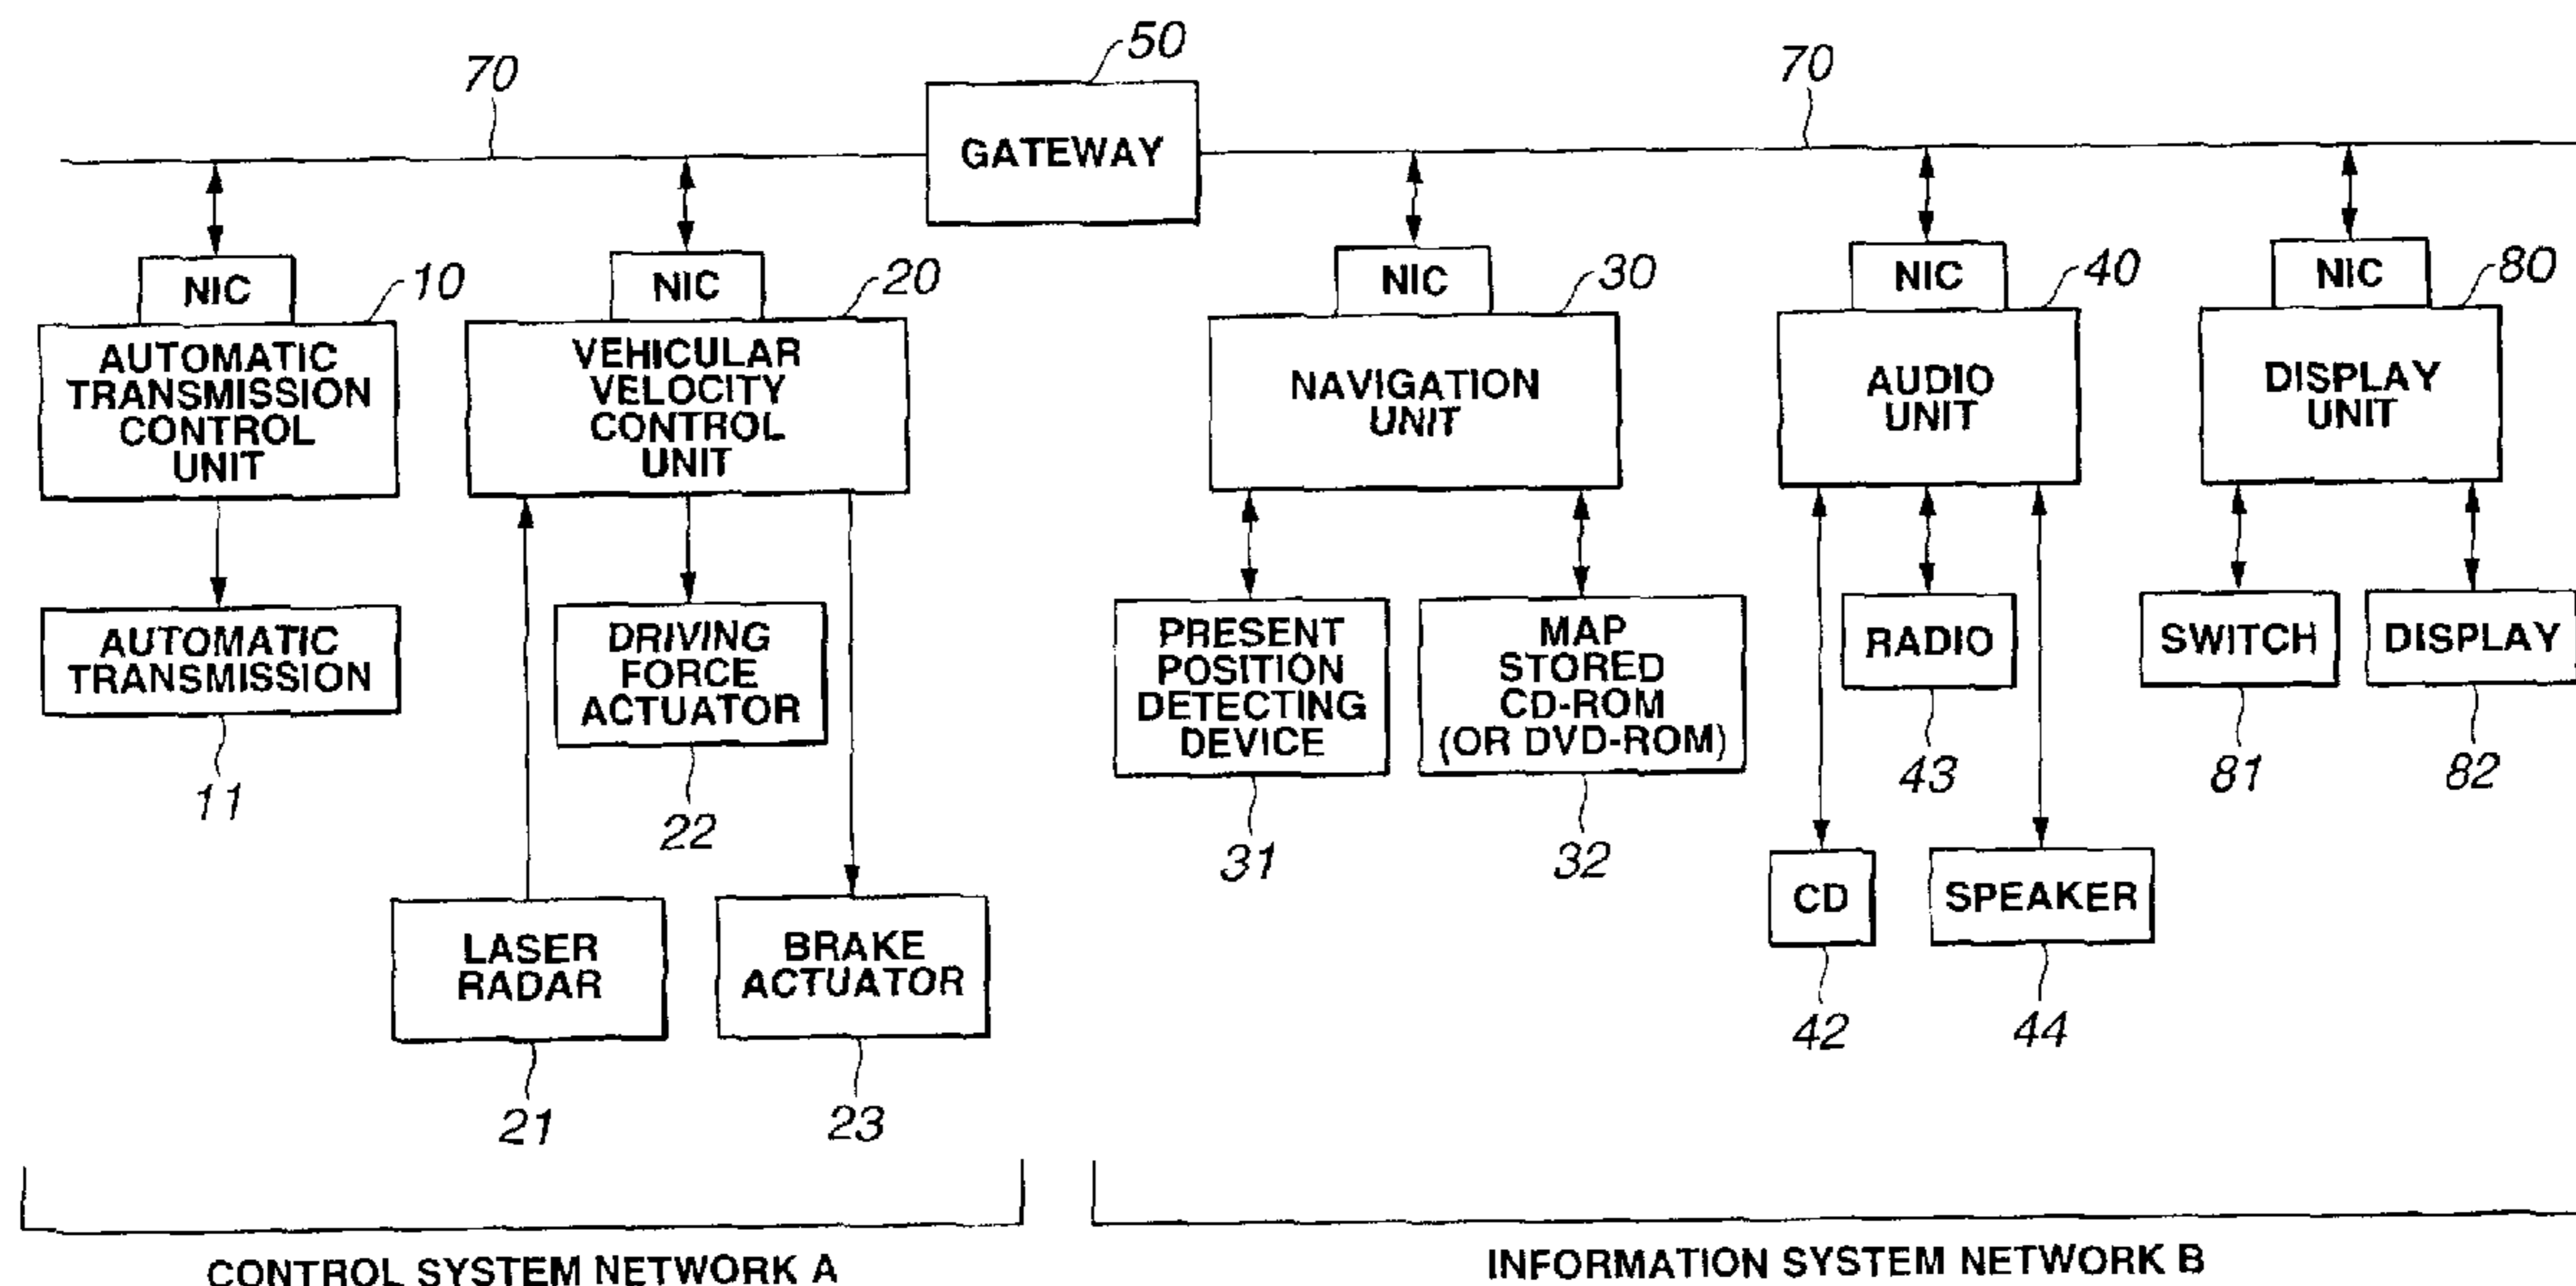 50
70
70
GATEWAY
NIC
10
NIC
20
NIC
30
NIC
40
NIC
80
AUTOMATIC
TRANSMISSION
CONTROL
UNIT
VEHICULAR
VELOCITY
CONTROL
UNIT
NAVIGATION
UNIT
AUDIO
UNIT
DISPLAY
UNIT
AUTOMATIC
TRANSMISSION
11
DRIVING
FORCE
ACTUATOR
22
PRESENT
POSITION
DETECTING
DEVICE
31
MAP
STORED
CD-ROM
(OR DVD-ROM)
32
RADIO
43
SWITCH
81
DISPLAY
82
LASER
RADAR
21
BRAKE
ACTUATOR
23
CD
42
SPEAKER
44
CONTROL SYSTEM NETWORK A
INFORMATION SYSTEM NETWORK B